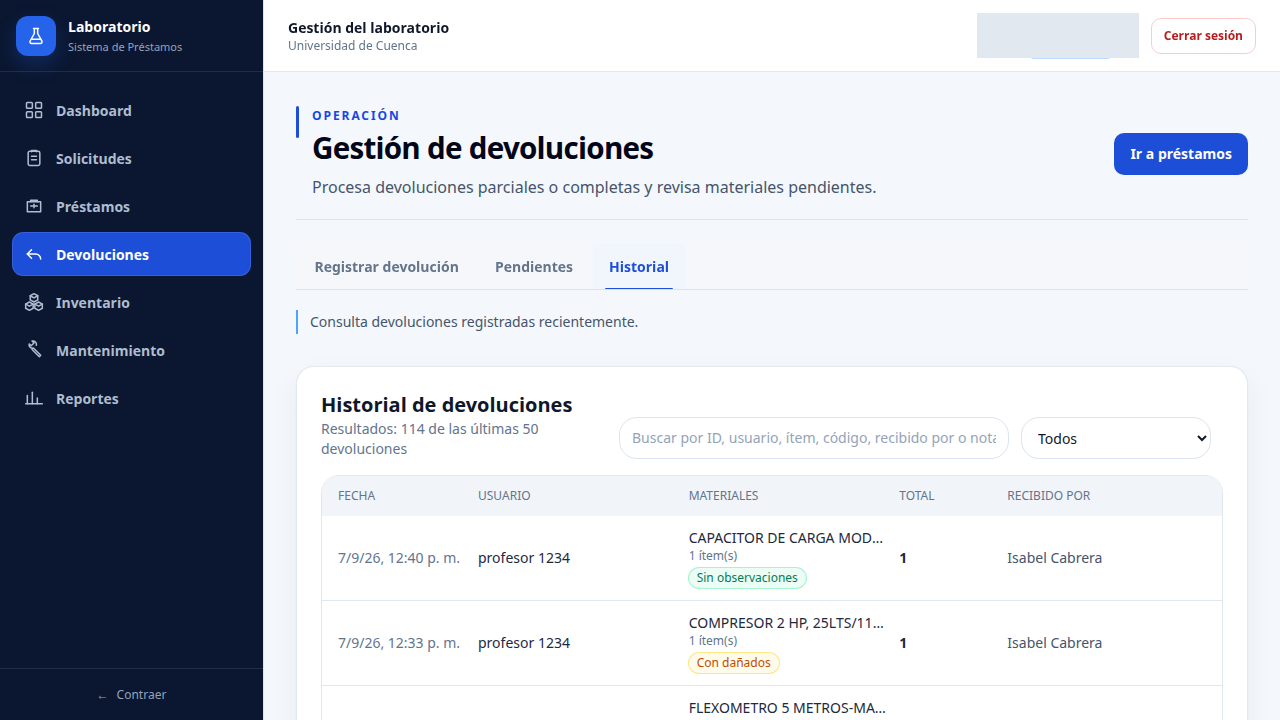 Laboratorio
Sistema de Préstamos
Dashboard
Solicitudes
Préstamos
Devoluciones
Inventario
Mantenimiento
Reportes
← Contraer
Gestión del laboratorio
Universidad de Cuenca
Cerrar sesión
OPERACIÓN
Gestión de devoluciones
Procesa devoluciones parciales o completas y revisa materiales pendientes.
Ir a préstamos
Registrar devolución Pendientes Historial
Consulta devoluciones registradas recientemente.
Historial de devoluciones
Resultados: 114 de las últimas 50
devoluciones
Buscar por ID, usuario, ítem, código, recibido por o nota
Todos
FECHA USUARIO MATERIALES TOTAL RECIBIDO POR
CAPACITOR DE CARGA MOD...
7/9/26, 12:40 p. m. profesor 1234 1 ítem(s) 1 Isabel Cabrera
Sin observaciones
COMPRESOR 2 HP, 25LTS/11...
7/9/26, 12:33 p. m. profesor 1234 1 ítem(s) 1 Isabel Cabrera
Con dañados
FLEXOMETRO 5 METROS-MA...